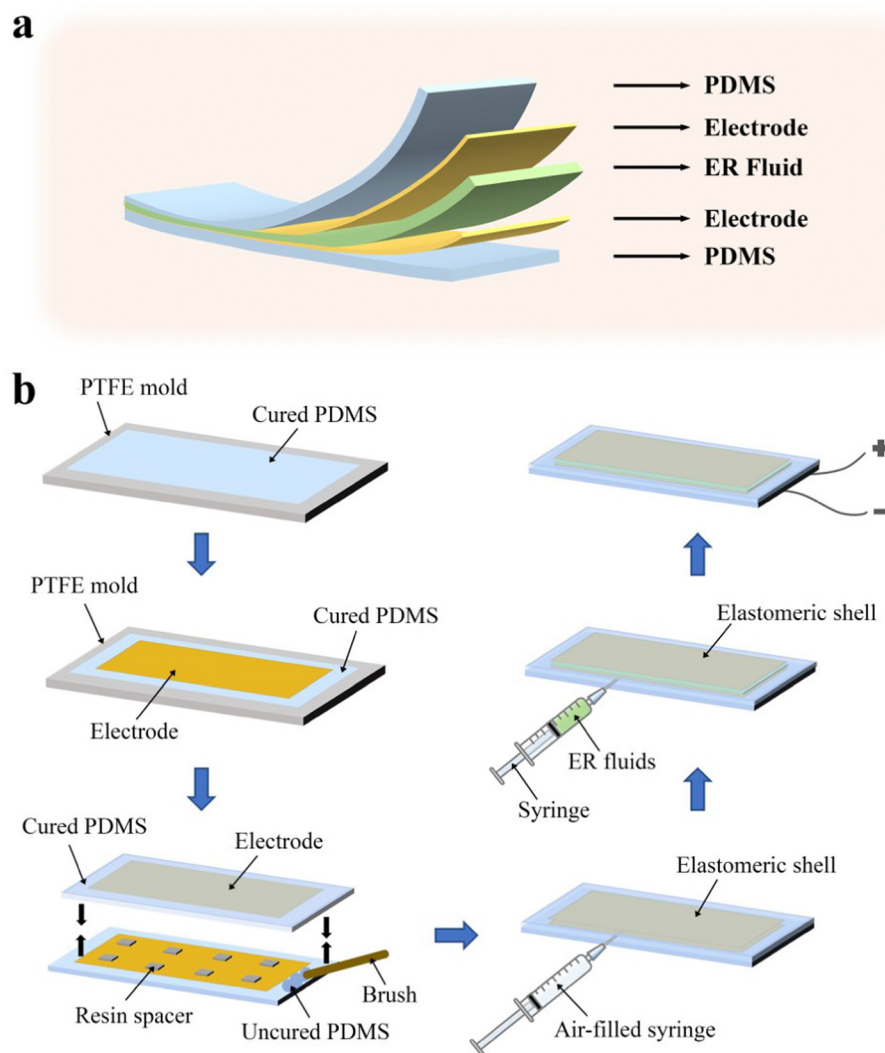 a
PDMS
Electrode
ER Fluid
Electrode
PDMS
b
PTFE mold
Cured PDMS
PTFE mold
Cured PDMS
Electrode
Cured PDMS
Electrode
Resin spacer
Uncured PDMS
Brush
Elastomeric shell
Air-filled syringe
Elastomeric shell
ER fluids
Syringe
+
-